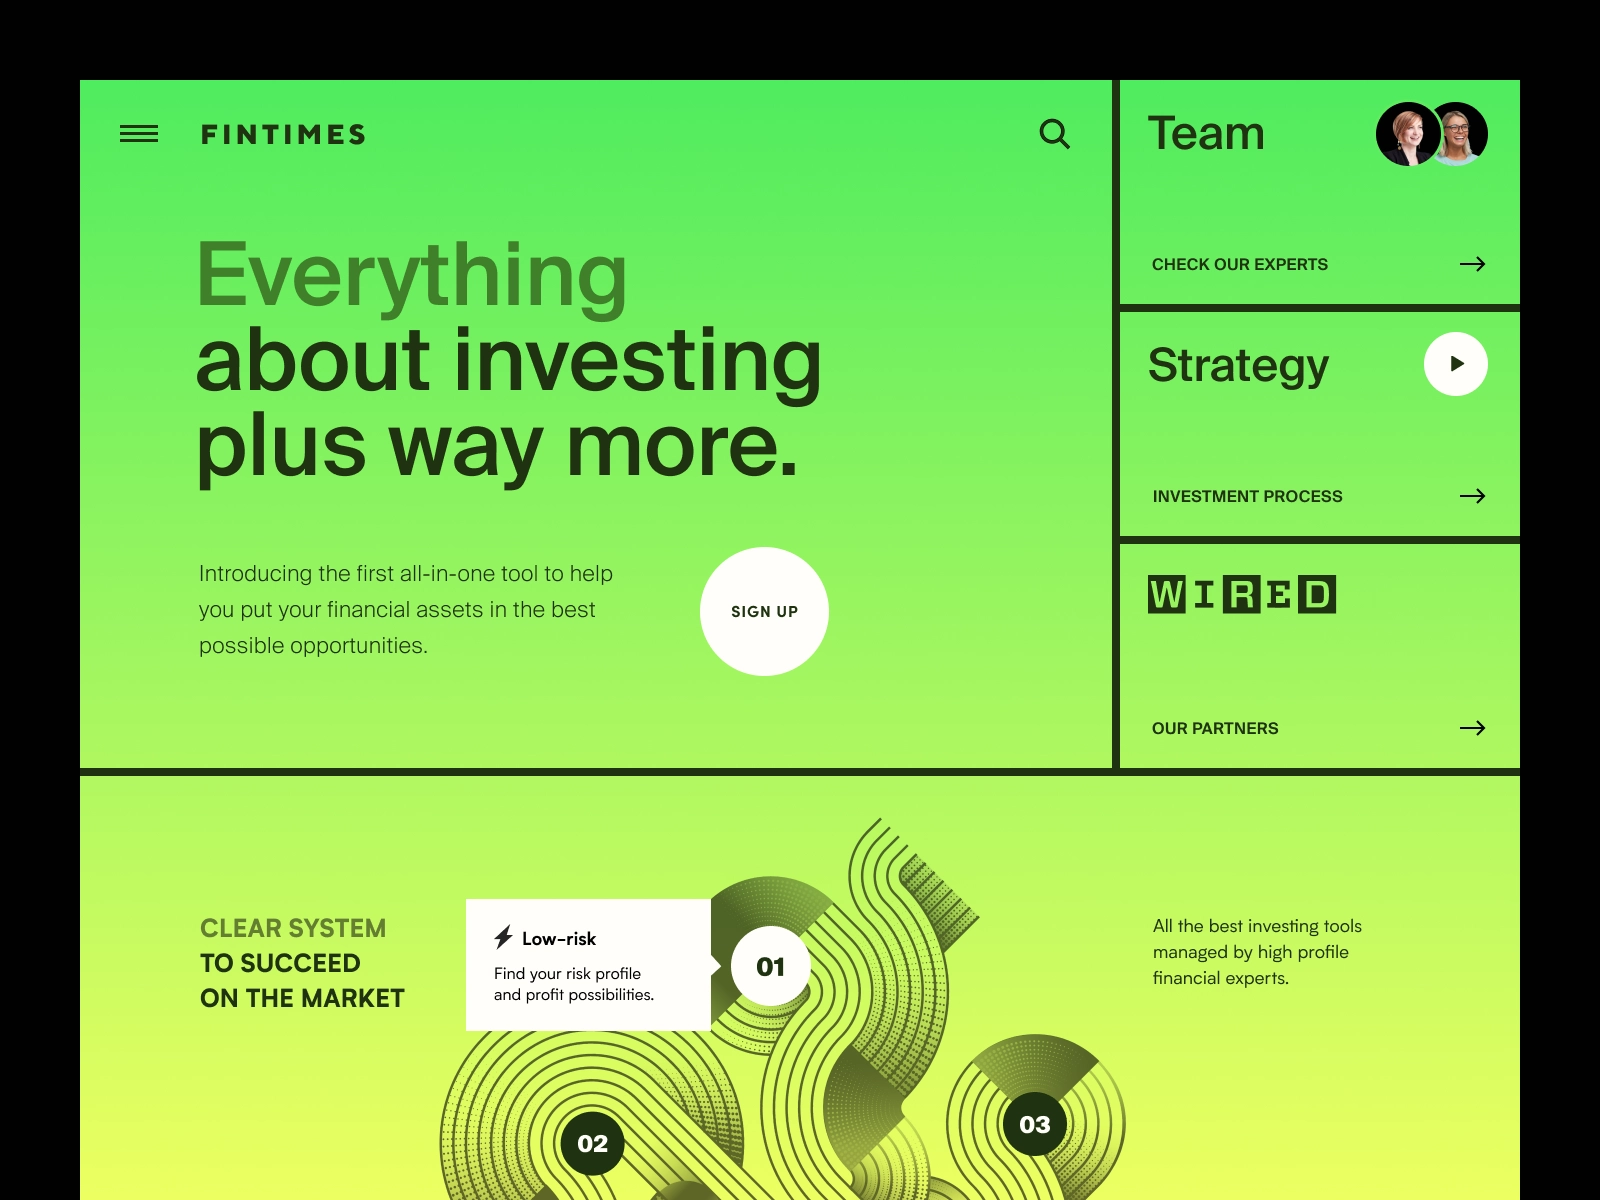 FINTIMES
Everything
about investing
plus way more.
Introducing the first all-in-one tool to help
you put your financial assets in the best
possible opportunities.
SIGN UP
Team
CHECK OUR EXPERTS
Strategy
INVESTMENT PROCESS
WIRED
OUR PARTNERS
CLEAR SYSTEM
TO SUCCEED
ON THE MARKET
Low-risk
Find your risk profile
and profit possibilities.
01
02
03
All the best investing tools
managed by high profile
financial experts.